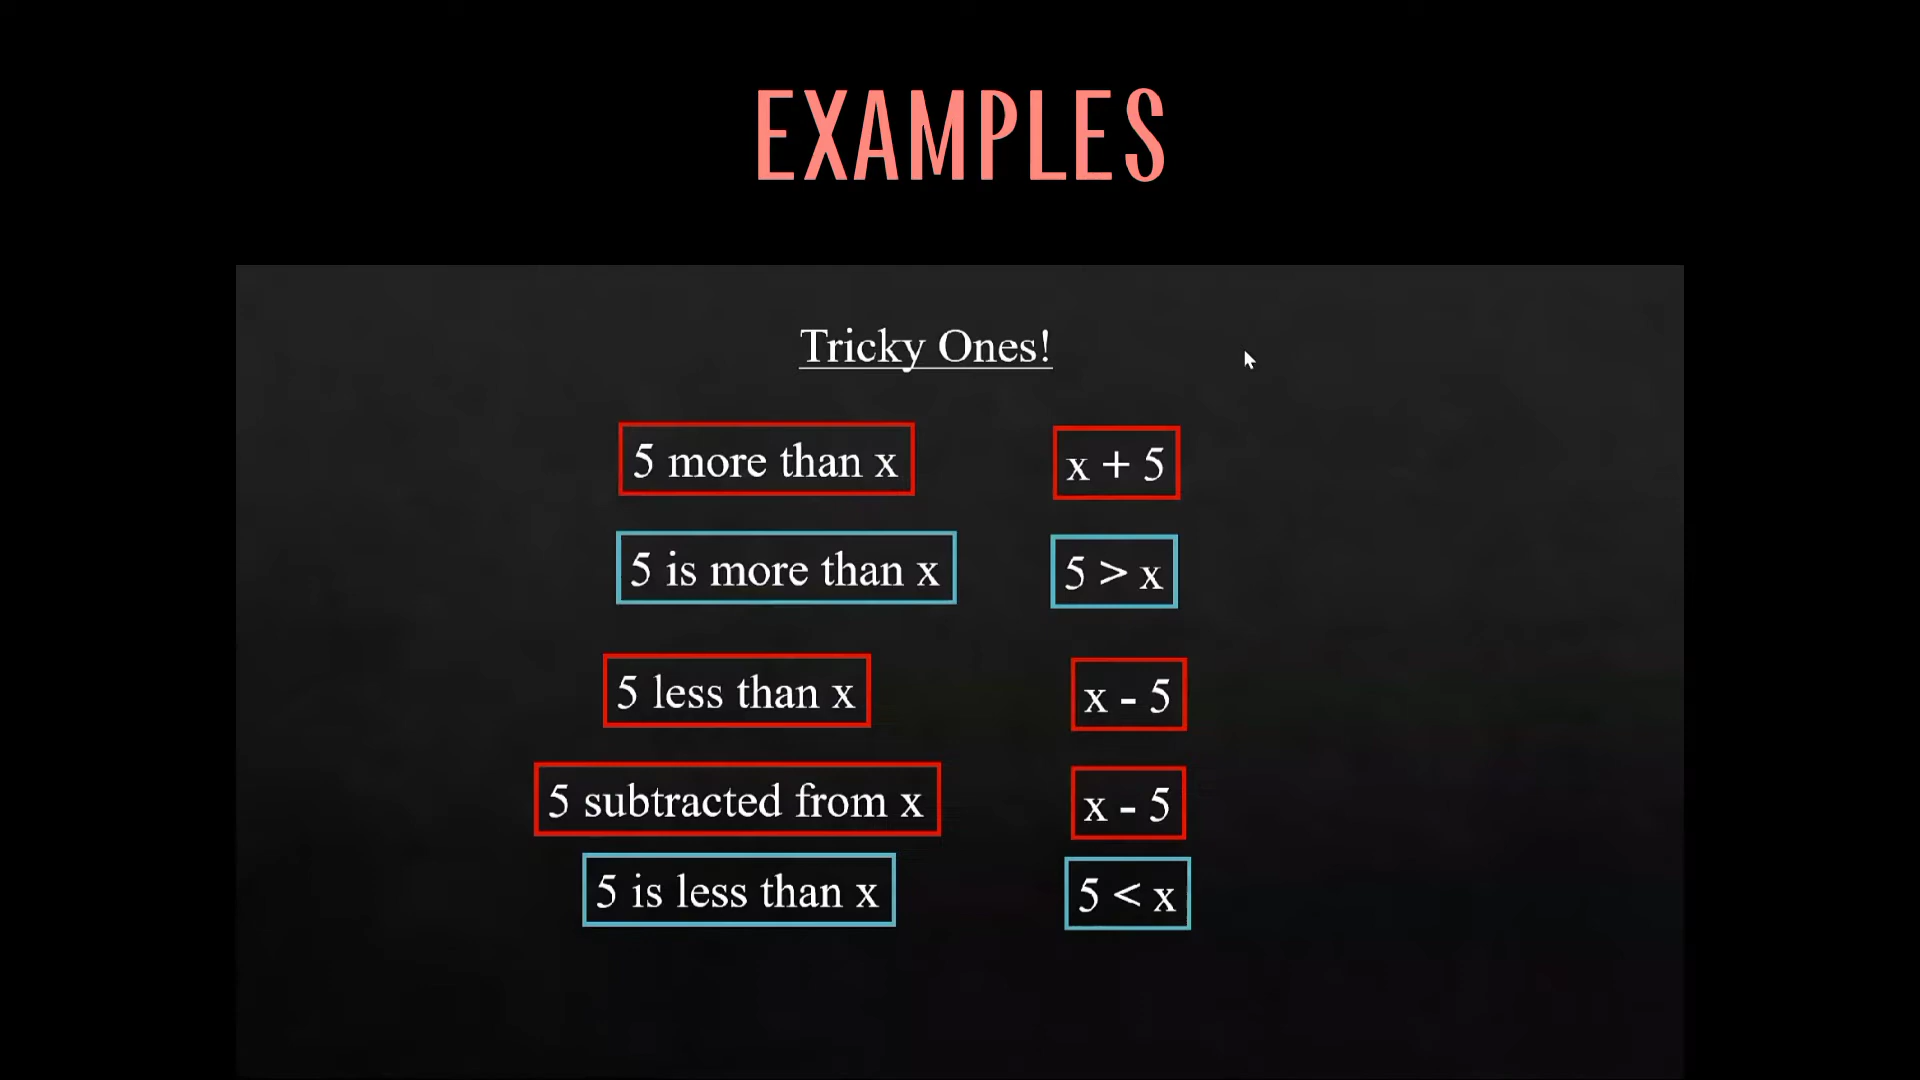 EXAMPLES
Tricky Ones!
5 more than x x + 5
5 is more than x 5 > x
5 less than x x - 5
5 subtracted from x x - 5
5 is less than x 5 < x